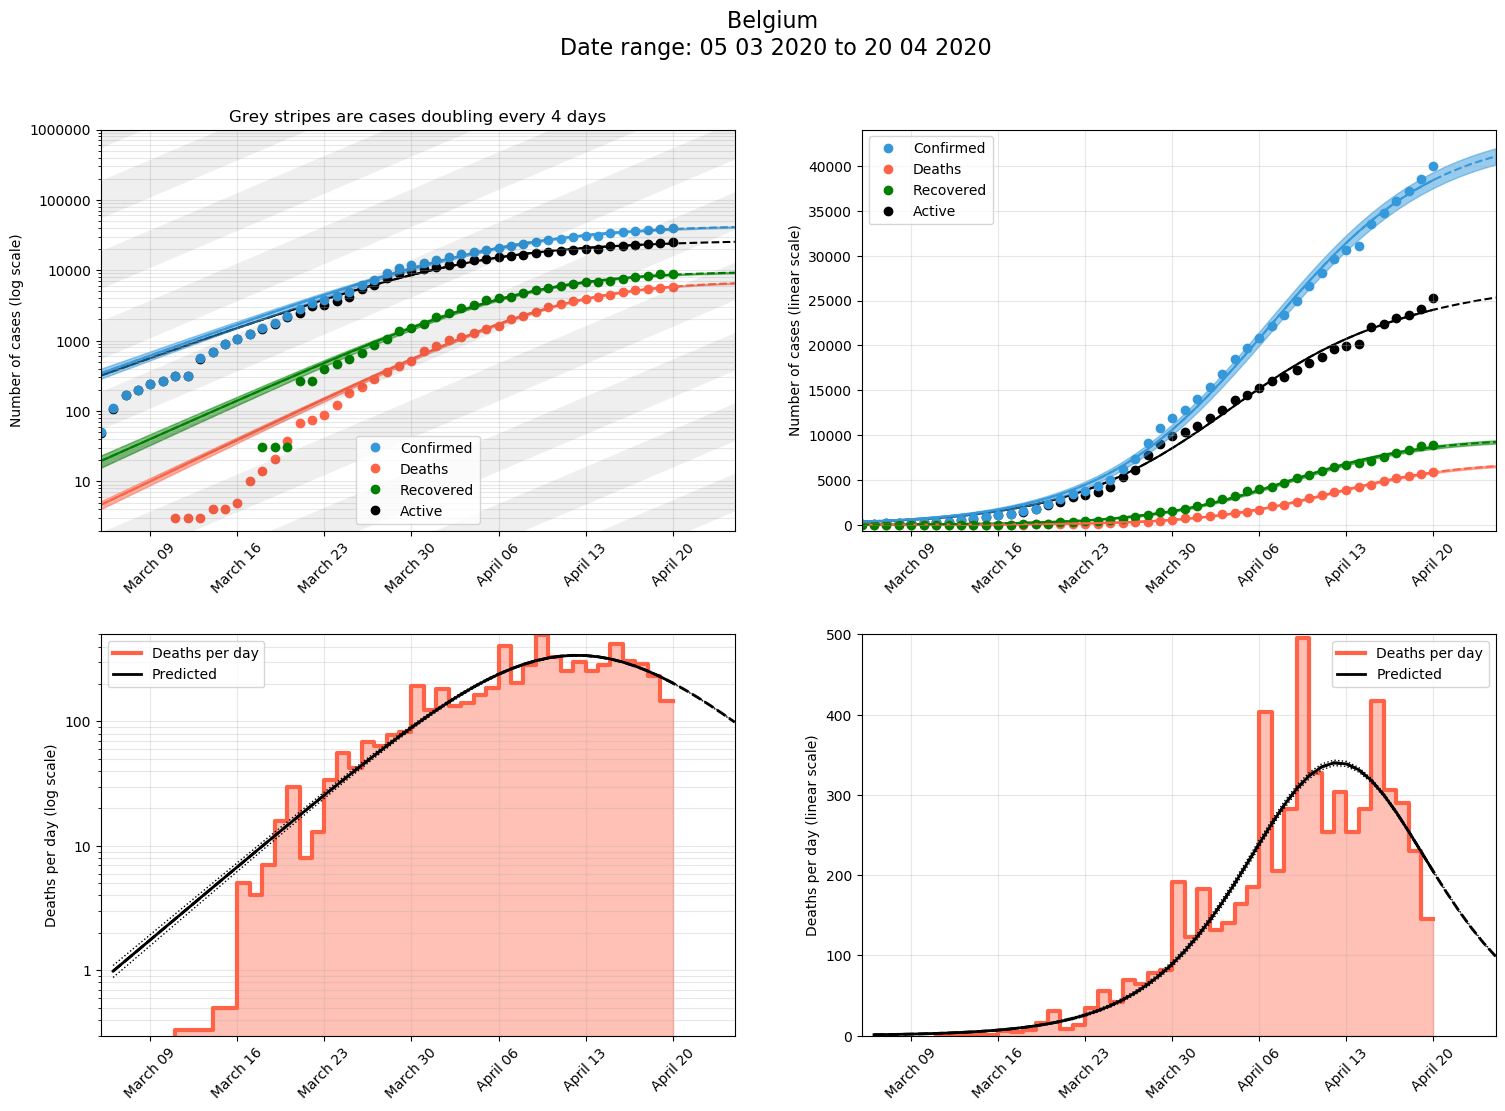 Belgium
Date range: 05 03 2020 to 20 04 2020
Grey stripes are cases doubling every 4 days
Number of cases (log scale)
1000000
100000
10000
1000
100
10
Confirmed
Deaths
Recovered
Active
March 09
March 16
March 23
March 30
April 06
April 13
April 20
Number of cases (linear scale)
40000
35000
30000
25000
20000
15000
10000
5000
0
Confirmed
Deaths
Recovered
Active
March 09
March 16
March 23
March 30
April 06
April 13
April 20
Deaths per day (log scale)
100
10
1
Deaths per day
Predicted
March 09
March 16
March 23
March 30
April 06
April 13
April 20
Deaths per day (linear scale)
500
400
300
200
100
0
Deaths per day
Predicted
March 09
March 16
March 23
March 30
April 06
April 13
April 20